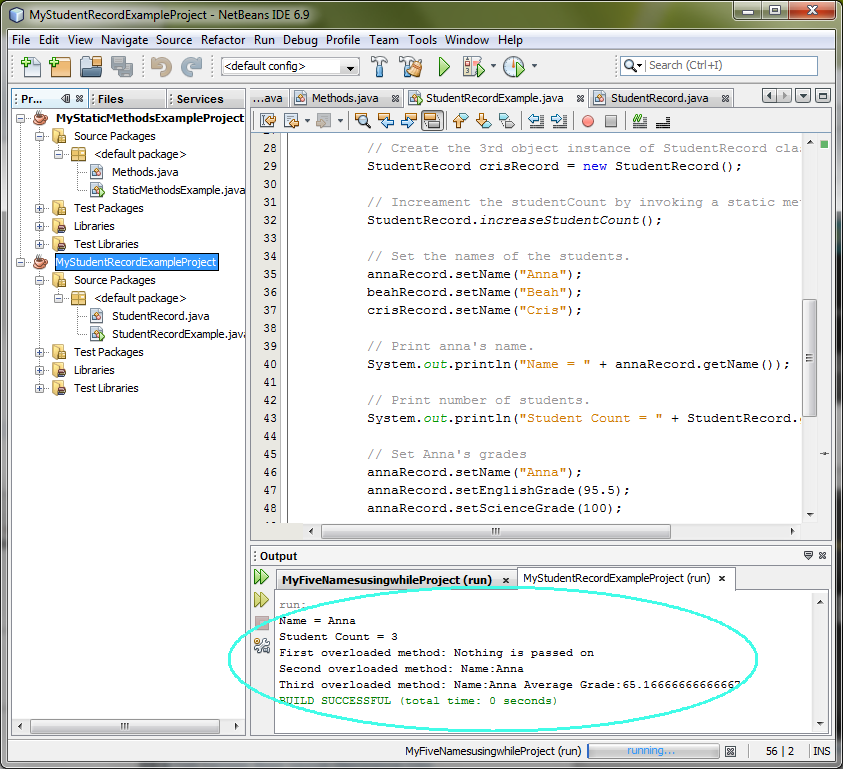 MyStudentRecordExampleProject - NetBeans IDE 6.9
File Edit View Navigate Source Refactor Run Debug Profile Team Tools Window Help
<default config> Search (Ctrl+I)
Pr... Files Services
...ava Methods.java StudentRecordExample.java StudentRecord.java
MyStaticMethodsExampleProject
Source Packages
<default package>
Methods.java
StaticMethodsExample.java
Test Packages
Libraries
Test Libraries
MyStudentRecordExampleProject
Source Packages
<default package>
StudentRecord.java
StudentRecordExample.java
Test Packages
Libraries
Test Libraries
28 // Create the 3rd object instance of StudentRecord clas
29 StudentRecord crisRecord = new StudentRecord();
30
31 // Increament the studentCount by invoking a static me
32 StudentRecord.increaseStudentCount();
33
34 // Set the names of the students.
35 annaRecord.setName("Anna");
36 beahRecord.setName("Beah");
37 crisRecord.setName("Cris");
38
39 // Print anna's name.
40 System.out.println("Name = " + annaRecord.getName());
41
42 // Print number of students.
43 System.out.println("Student Count = " + StudentRecord.
44
45 // Set Anna's grades
46 annaRecord.setName("Anna");
47 annaRecord.setEnglishGrade(95.5);
48 annaRecord.setScienceGrade(100);
Output
MyFiveNamesusingwhileProject (run) MyStudentRecordExampleProject (run)
run:
Name = Anna
Student Count = 3
First overloaded method: Nothing is passed on
Second overloaded method: Name:Anna
Third overloaded method: Name:Anna Average Grade:65.16666666666667
BUILD SUCCESSFUL (total time: 0 seconds)
MyFiveNamesusingwhileProject (run) running... 56 | 2 INS